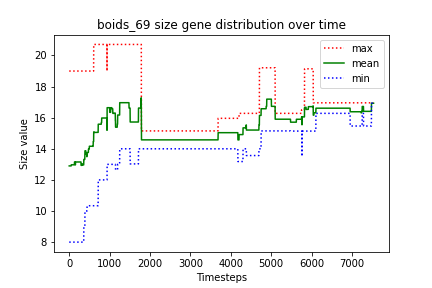 boids_69 size gene distribution over time
max
mean
min
Size value
20
18
16
14
12
10
8
0 1000 2000 3000 4000 5000 6000 7000
Timesteps